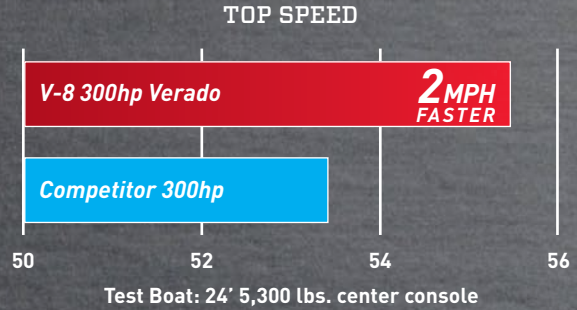 TOP SPEED
V-8 300hp Verado
2MPH
FASTER
Competitor 300hp
50 52 54 56
Test Boat: 24’ 5,300 lbs. center console